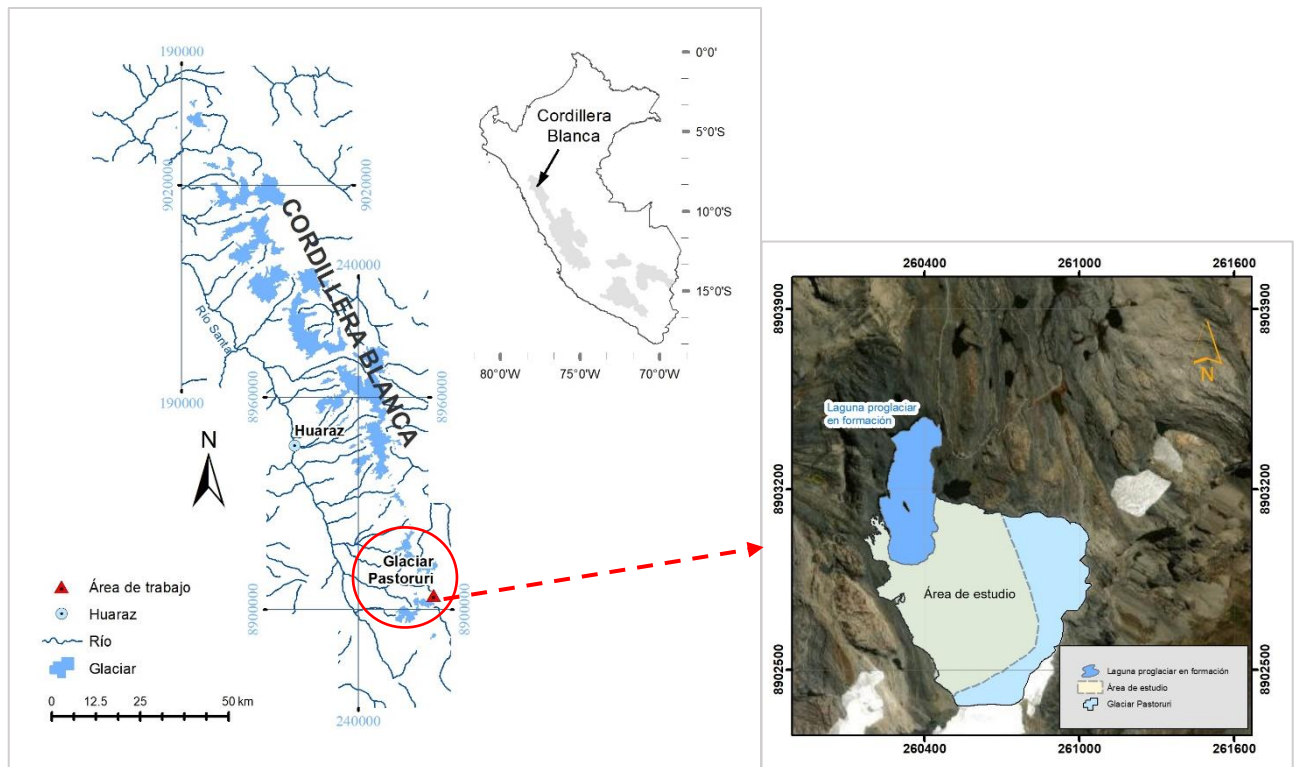 190000
0°0'
Cordillera
Blanca
5°0'S
9020000
9020000
10°0'S
CORDILLERA BLANCA
240000
15°0'S
Río Santa
80°0'W
75°0'W
70°0'W
190000
8960000
8960000
Huaraz
N
Glaciar
Pastoruri
Área de trabajo
Huaraz
Río
Glaciar
8900000
8900000
0 12.5 25 50 km
240000
260400 261000 261600
8903900
8903900
N
Laguna proglaciar
en formación
8903200
8903200
Área de estudio
8902500
8902500
Laguna proglaciar en formación
Área de estudio
Glaciar Pastoruri
260400 261000 261600